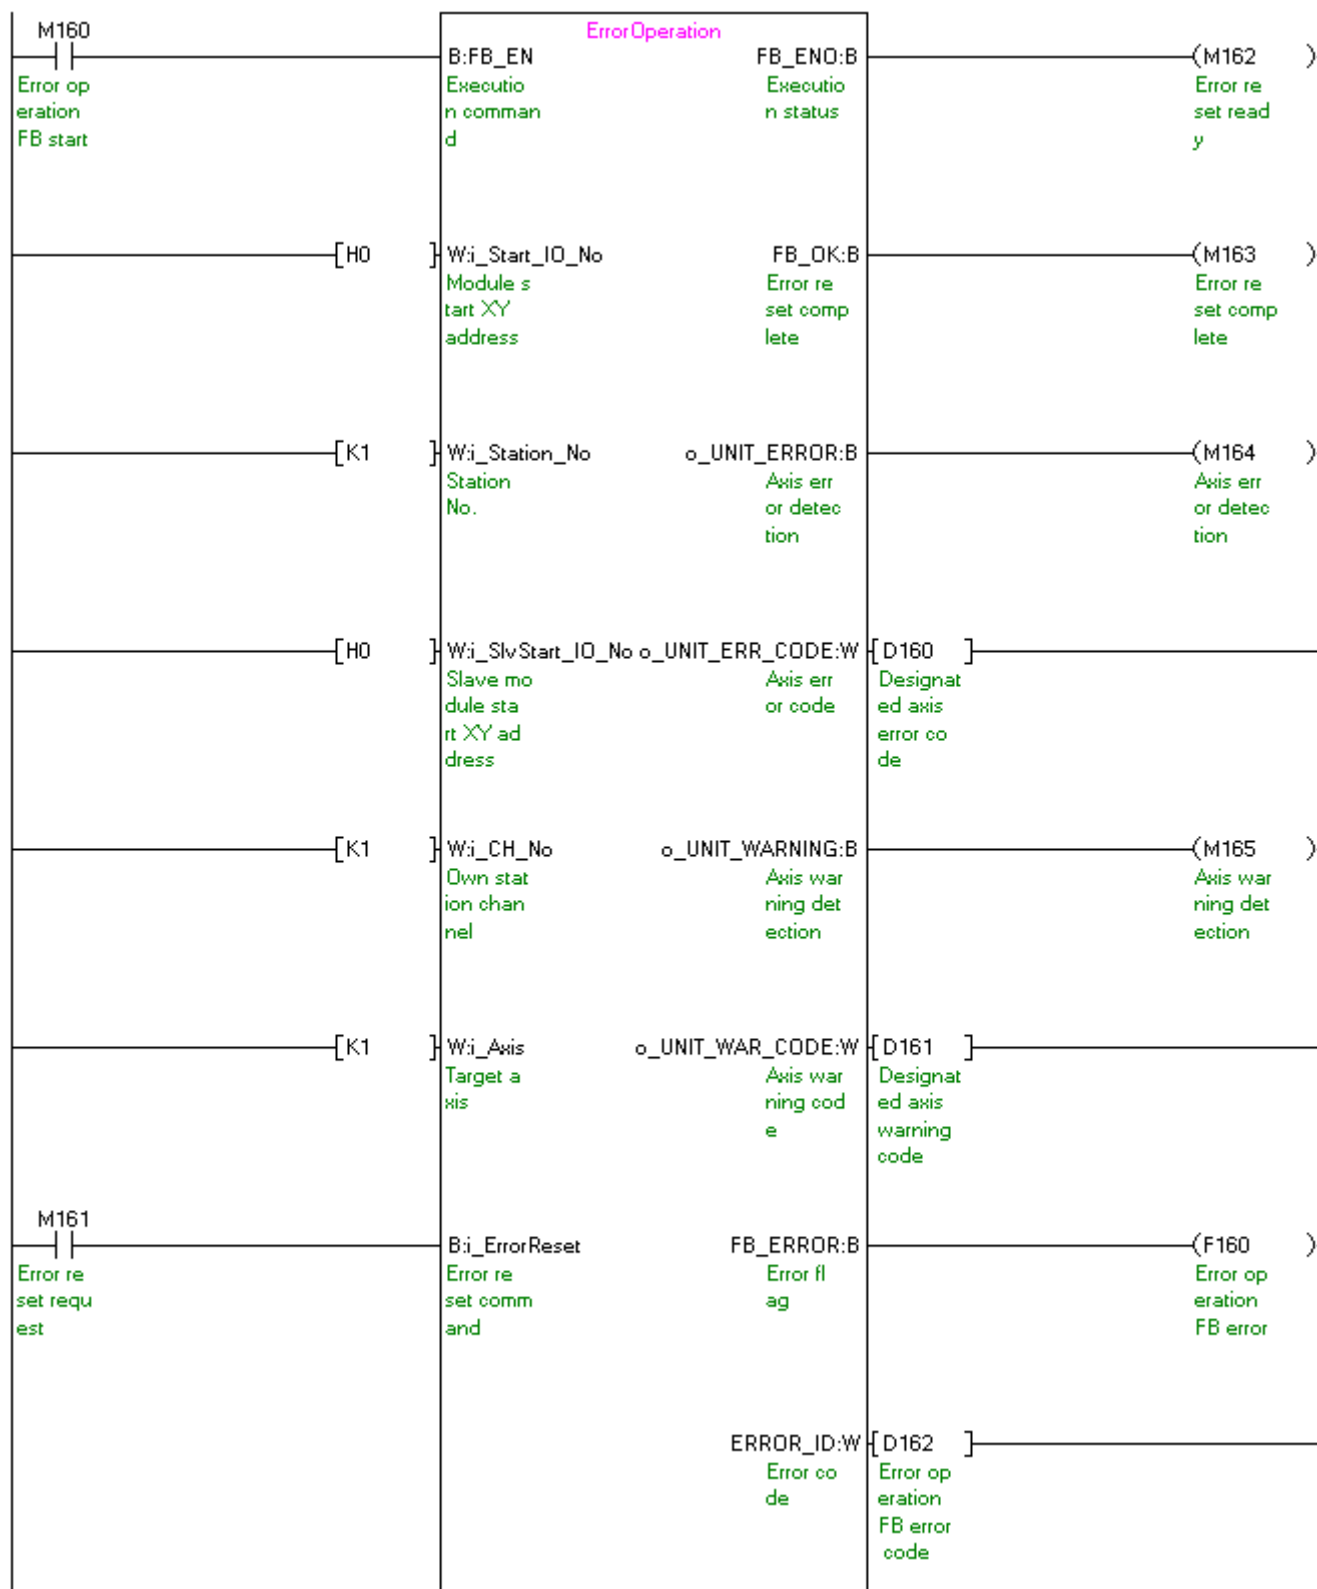 M160
ErrorOperation
B:FB_EN FB_ENO:B (M162 )
Error op Executio Executio Error re
eration n comman n status set read
FB start d y
[H0 ] W:i_Start_IO_No FB_OK:B (M163 )
Module s Error re Error re
tart XY set comp set comp
address lete lete
[K1 ] W:i_Station_No o_UNIT_ERROR:B (M164 )
Station Axis err Axis err
No. or detec or detec
tion tion
[H0 ] W:i_SlvStart_IO_No o_UNIT_ERR_CODE:W [D160 ]
Slave mo Axis err Designat
dule sta or code ed axis
rt XY ad error co
dress de
[K1 ] W:i_CH_No o_UNIT_WARNING:B (M165 )
Own stat Axis war Axis war
ion chan ning det ning det
nel ection ection
[K1 ] W:i_Axis o_UNIT_WAR_CODE:W [D161 ]
Target a Axis war Designat
xis ning cod ed axis
e warning
code
M161
B:i_ErrorReset FB_ERROR:B (F160 )
Error re Error re Error fl Error op
set requ set comm ag eration
est and FB error
ERROR_ID:W [D162 ]
Error co Error op
de eration
FB error
code